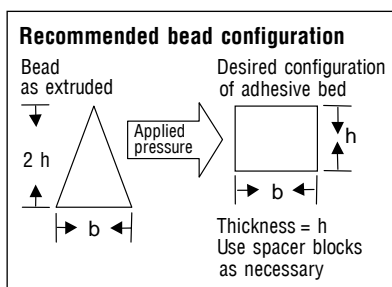 Recommended bead configuration
Bead
as extruded
2 h
b
Applied
pressure
Desired configuration
of adhesive bed
h
b
Thickness = h
Use spacer blocks
as necessary